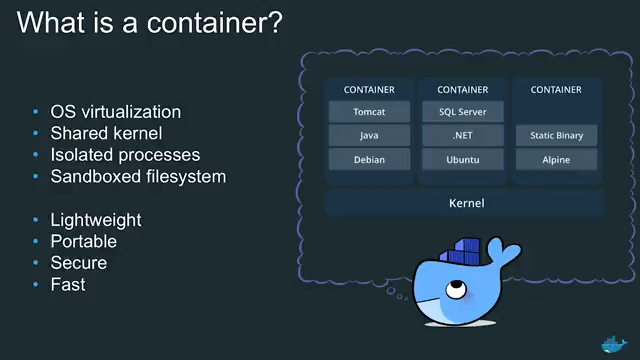 What is a container?
• OS virtualization
• Shared kernel
• Isolated processes
• Sandboxed filesystem
• Lightweight
• Portable
• Secure
• Fast
CONTAINER
Tomcat
Java
Debian
CONTAINER
SQL Server
.NET
Ubuntu
CONTAINER
Static Binary
Alpine
Kernel